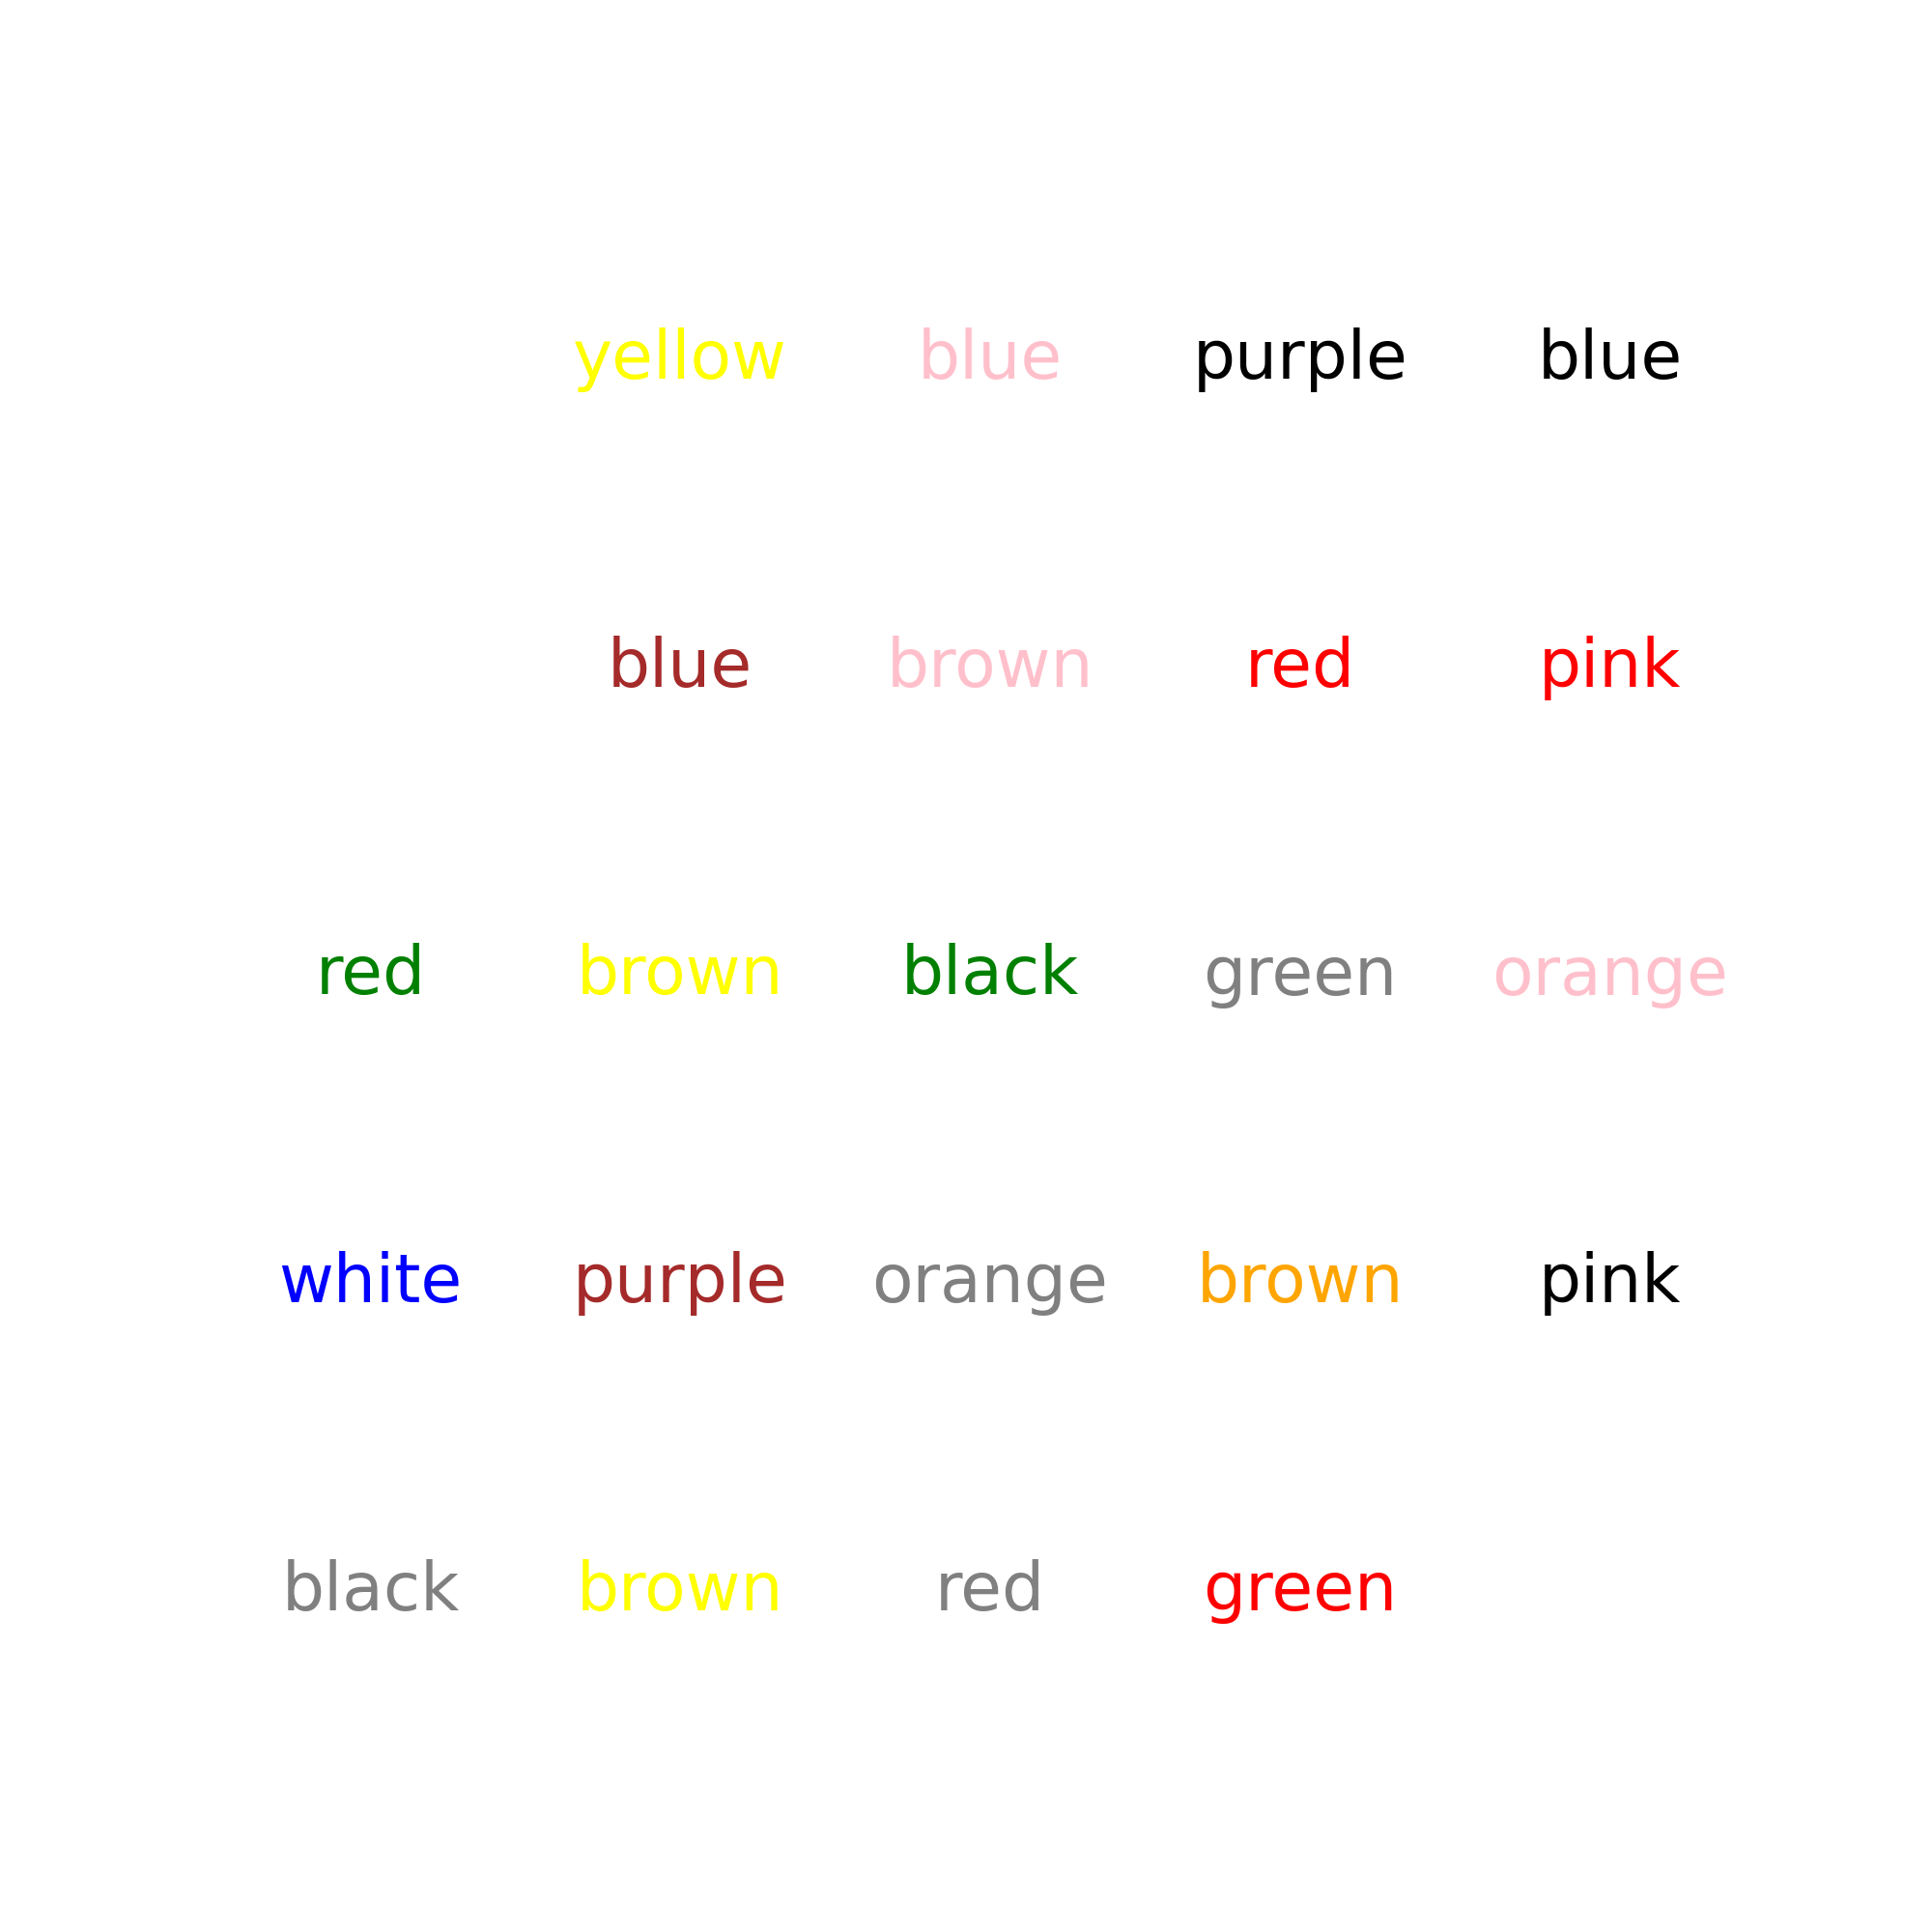 yellow blue purple blue
blue brown red pink
red brown black green orange
white purple orange brown pink
black brown red green